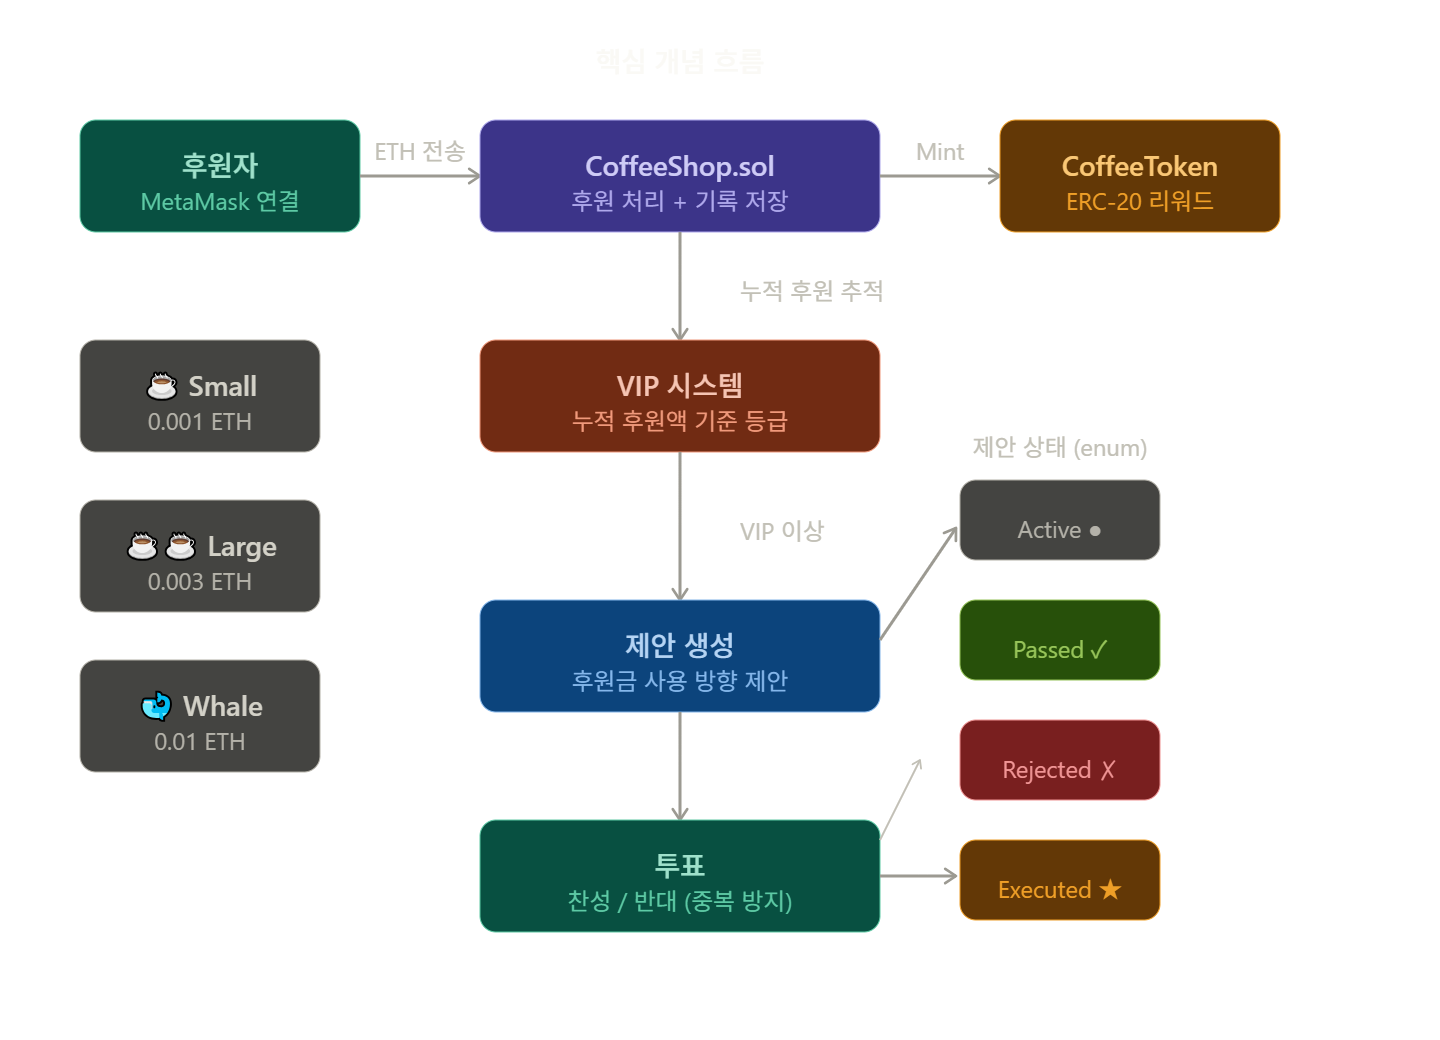 핵심 개념 흐름
후원자
MetaMask 연결
ETH 전송
CoffeeShop.sol
후원 처리 + 기록 저장
Mint
CoffeeToken
ERC-20 리워드
누적 후원 추적
☕ Small
0.001 ETH
VIP 시스템
누적 후원액 기준 등급
제안 상태 (enum)
☕☕ Large
0.003 ETH
VIP 이상
Active ●
🐳 Whale
0.01 ETH
제안 생성
후원금 사용 방향 제안
Passed ✓
Rejected ✗
투표
찬성 / 반대 (중복 방지)
Executed ★